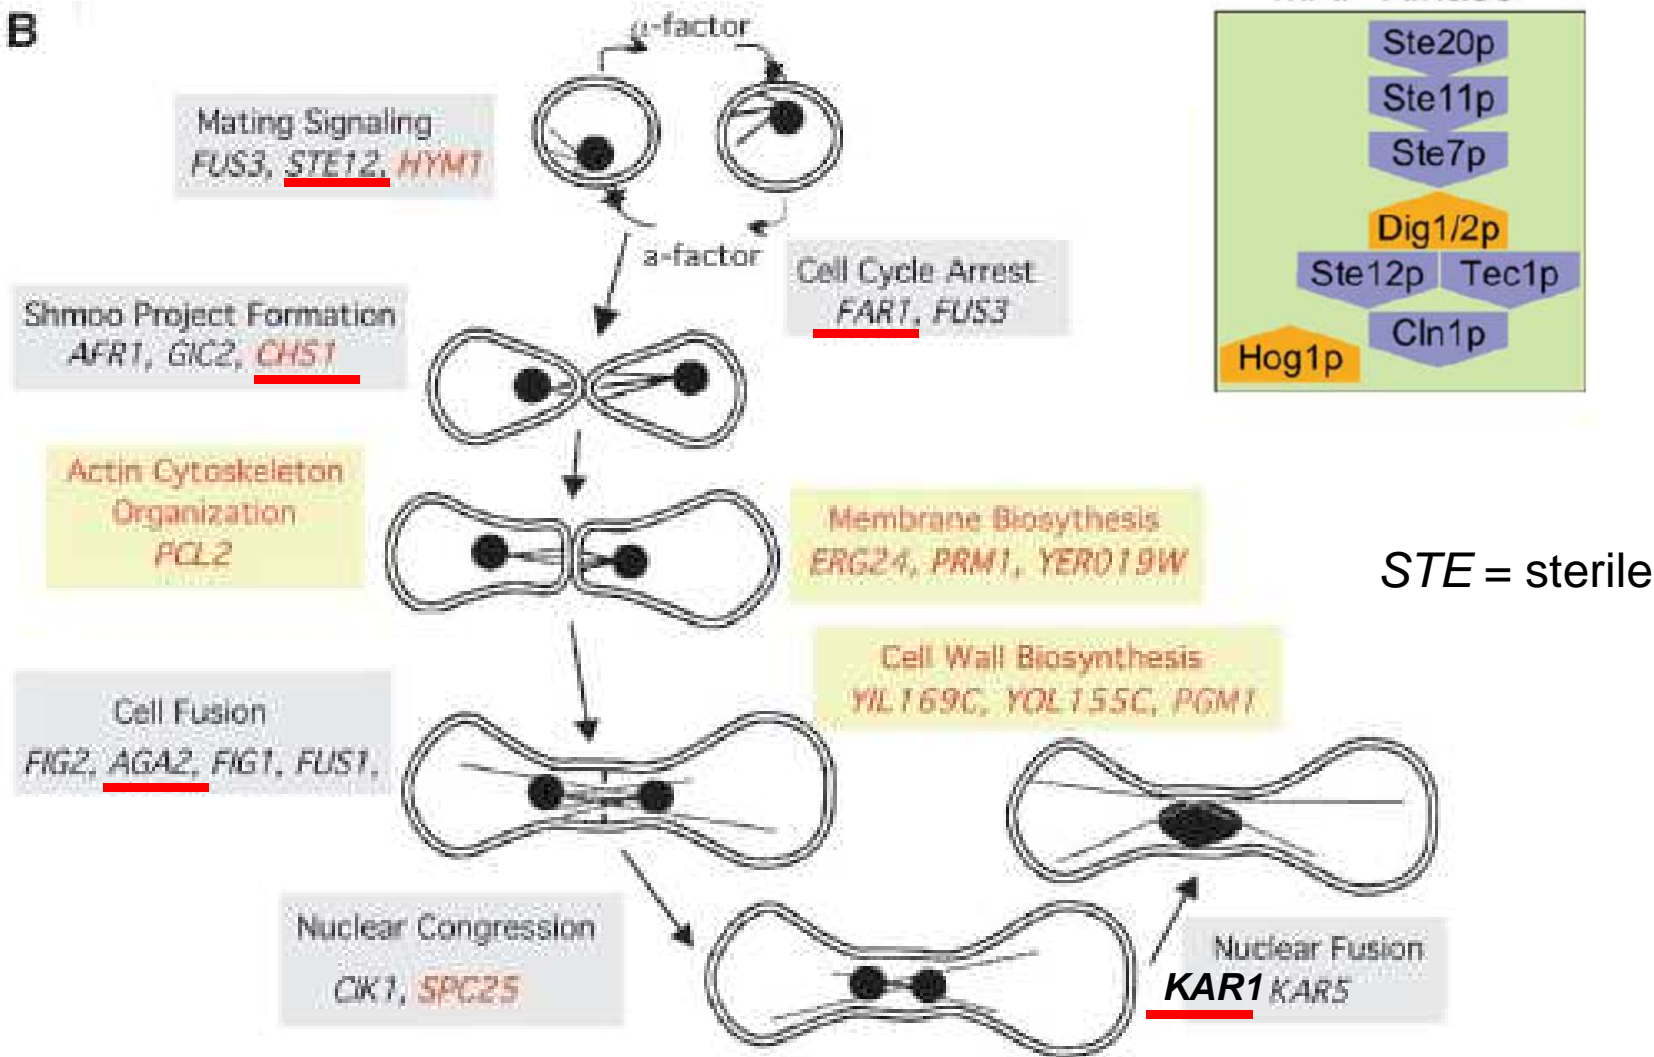 B
α-factor
Mating Signaling
FUS3, STE12, HYM1
a-factor
Cell Cycle Arrest
FAR1, FUS3
Shmoo Project Formation
AFR1, GIC2, CHS1
Actin Cytoskeleton
Organization
PCL2
Membrane Biosythesis
ERG24, PRM1, YER019W
Cell Wall Biosynthesis
YIL169C, YOL155C, PGM1
Cell Fusion
FIG2, AGA2, FIG1, FUS1,
Nuclear Congression
CIK1, SPC25
Nuclear Fusion
KAR1 KAR5
Ste20p
Ste11p
Ste7p
Dig1/2p
Ste12p Tec1p
Cln1p
Hog1p
STE = sterile